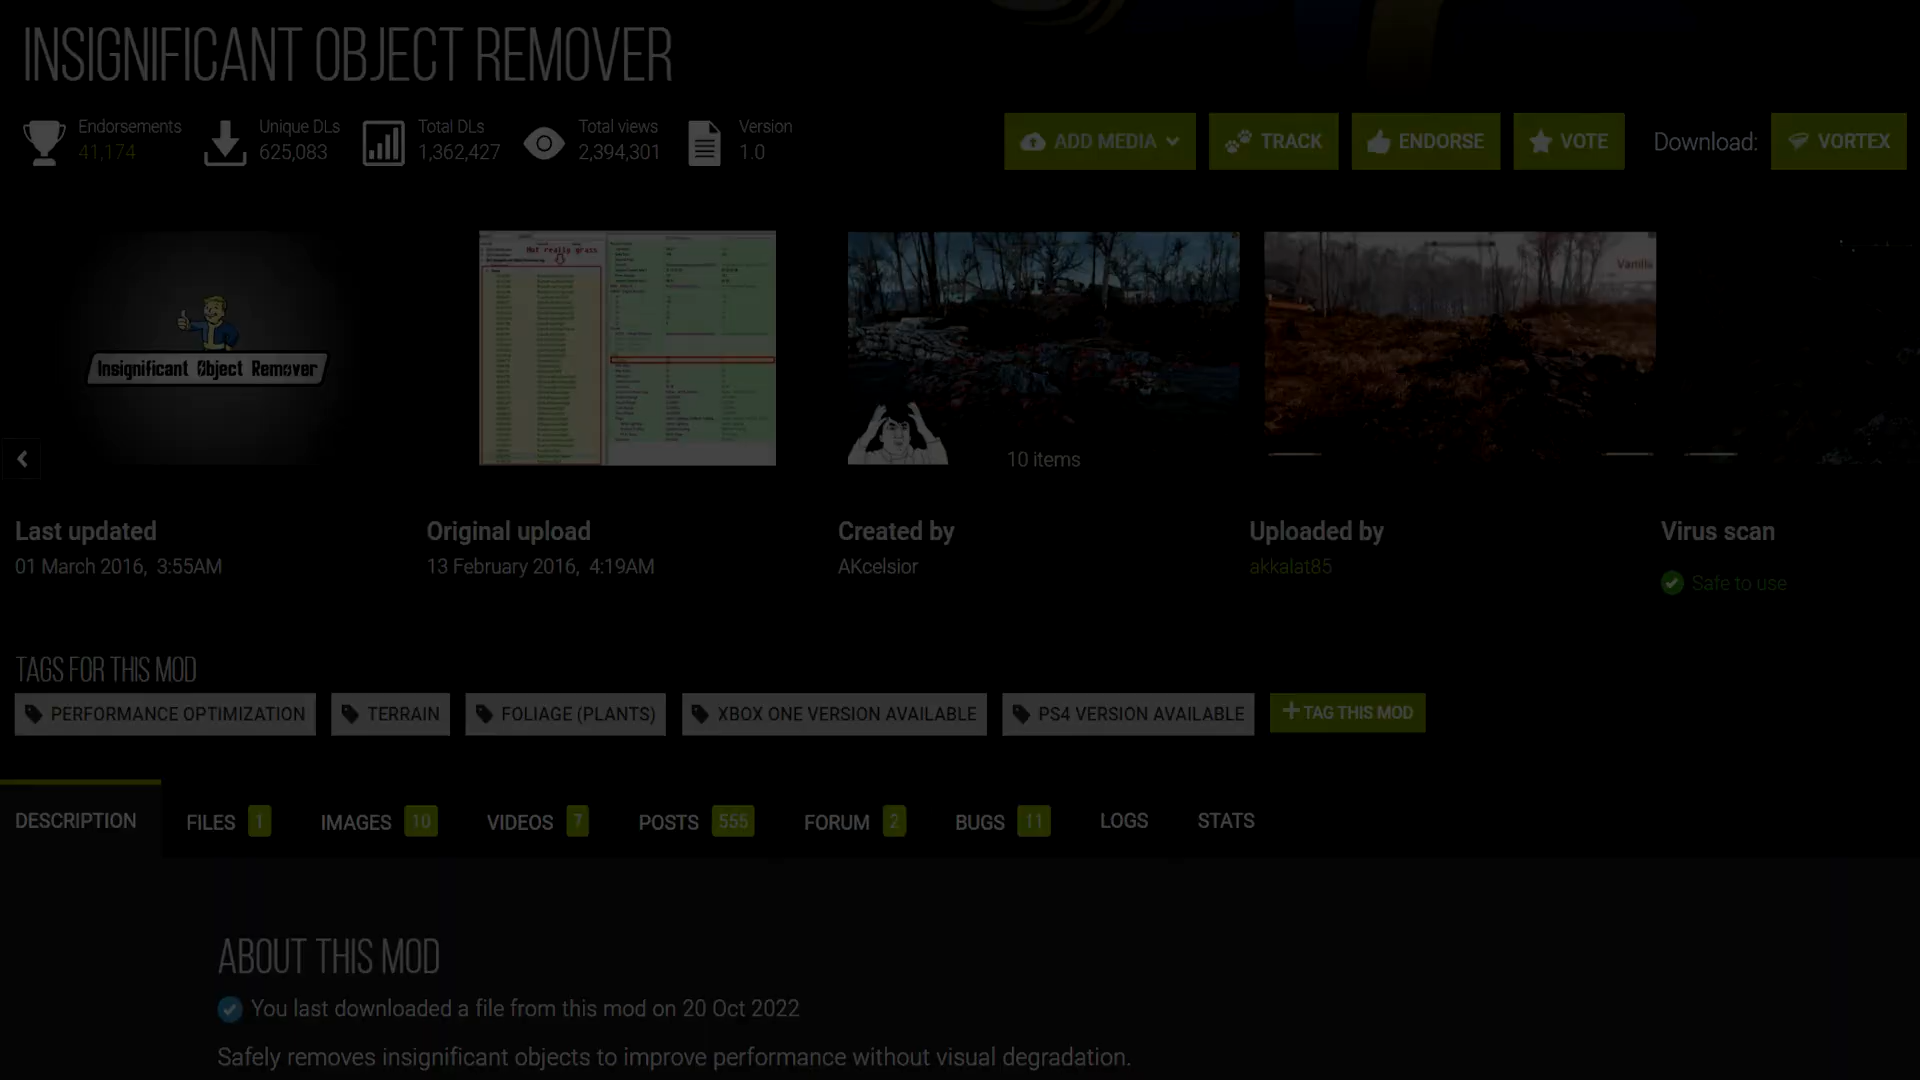 INSIGNIFICANT OBJECT REMOVER
Endorsements
41,174
Unique DLs
625,083
Total DLs
1,362,427
Total views
2,394,301
Version
1.0
ADD MEDIA
TRACK
ENDORSE
VOTE
Download:
VORTEX
Insignificant Object Remover
Not really grass
Vanilla
10 items
Last updated
01 March 2016, 3:55AM
Original upload
13 February 2016, 4:19AM
Created by
AKcelsior
Uploaded by
akkalat85
Virus scan
Safe to use
TAGS FOR THIS MOD
PERFORMANCE OPTIMIZATION
TERRAIN
FOLIAGE (PLANTS)
XBOX ONE VERSION AVAILABLE
PS4 VERSION AVAILABLE
+ TAG THIS MOD
DESCRIPTION
FILES 1
IMAGES 10
VIDEOS 7
POSTS 555
FORUM 2
BUGS 11
LOGS
STATS
ABOUT THIS MOD
You last downloaded a file from this mod on 20 Oct 2022
Safely removes insignificant objects to improve performance without visual degradation.